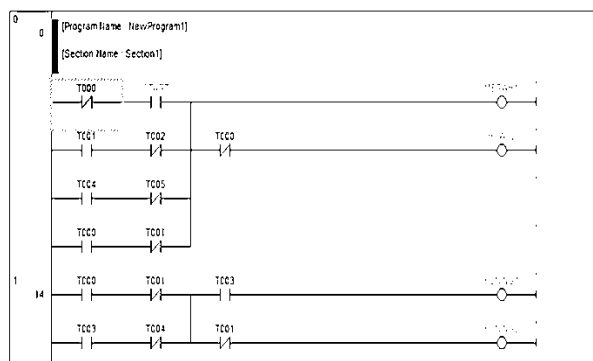 0
0
[Program Name : NewProgram1]
[Section Name : Section1]
T000
T001 T002 T000
T004 T005
T000 T001
1
14
T000 T001 T003
T003 T004 T001